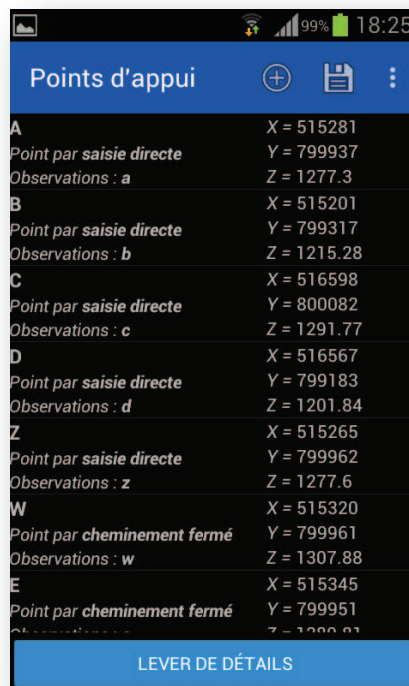 99% 18:25
Points d'appui
A X = 515281
Point par saisie directe Y = 799937
Observations : a Z = 1277.3
B X = 515201
Point par saisie directe Y = 799317
Observations : b Z = 1215.28
C X = 516598
Point par saisie directe Y = 800082
Observations : c Z = 1291.77
D X = 516567
Point par saisie directe Y = 799183
Observations : d Z = 1201.84
Z X = 515265
Point par saisie directe Y = 799962
Observations : z Z = 1277.6
W X = 515320
Point par cheminement fermé Y = 799961
Observations : w Z = 1307.88
E X = 515345
Point par cheminement fermé Y = 799951
LEVER DE DÉTAILS